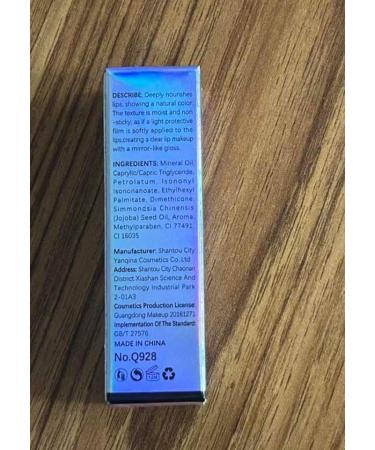 DESCRIBE: Deeply nourishes
lips, showing a natural color.
The texture is moist and non
-sticky, as if a light protective
film is softly applied to the
lips,creating a clear lip makeup
with a mirror-like gloss.
INGREDIENTS: Mineral Oil,
Caprylic/Capric Triglyceride,
Petrolatum, Isononyl
Isononanoate, Ethylhexyl
Palmitate, Dimethicone,
Simmondsia Chinensis
(Jojoba) Seed Oil, Aroma,
Methylparaben, CI 77491,
CI 16035
Manufacturer: Shantou City
Yanqina Cosmetics Co.,Ltd
Address: Shantou City Chaonan
District Xiashan Science And
Technology Industrial Park
2-01A3
Cosmetics Production License:
Guangdong Makeup 20161271
Implementation Of The Standard:
GB/T 27576
MADE IN CHINA
No.Q928